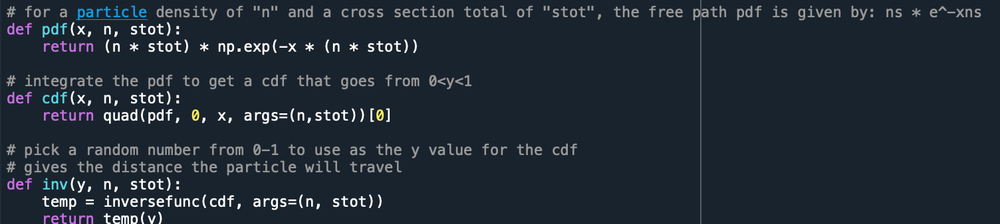 # for a particle density of "n" and a cross section total of "stot", the free path pdf is given by: ns * e^-xns
def pdf(x, n, stot):
    return (n * stot) * np.exp(-x * (n * stot))
# integrate the pdf to get a cdf that goes from 0<y<1
def cdf(x, n, stot):
    return quad(pdf, 0, x, args=(n,stot))[0]
# pick a random number from 0-1 to use as the y value for the cdf
# gives the distance the particle will travel
def inv(y, n, stot):
    temp = inversefunc(cdf, args=(n, stot))
    return temp(y)